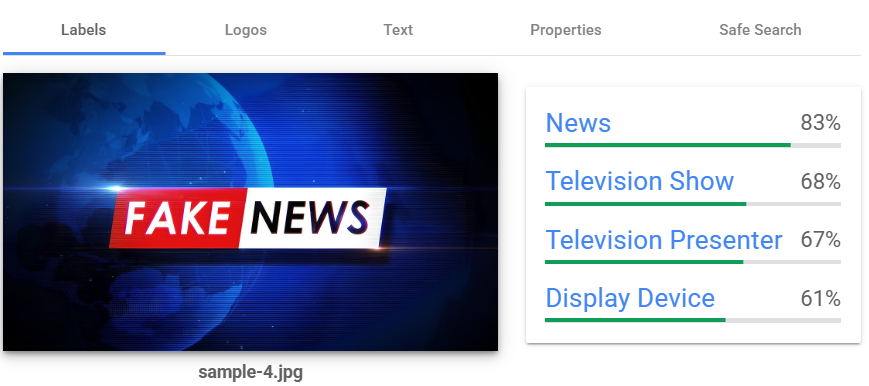 Labels Logos Text Properties Safe Search
FAKE NEWS
sample-4.jpg
News 83%
Television Show 68%
Television Presenter 67%
Display Device 61%